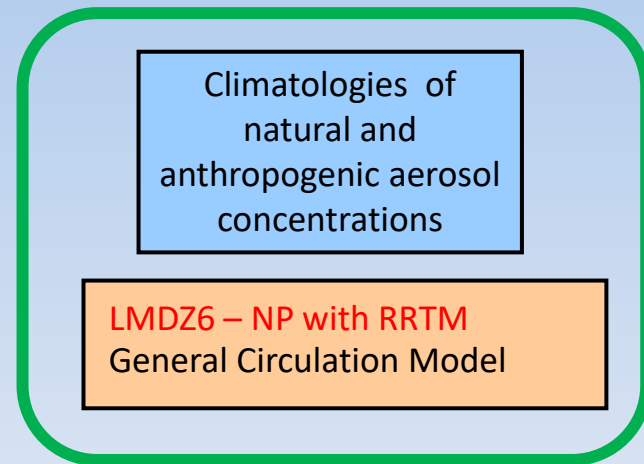 Climatologies of
natural and
anthropogenic aerosol
concentrations
LMDZ6 – NP with RRTM
General Circulation Model